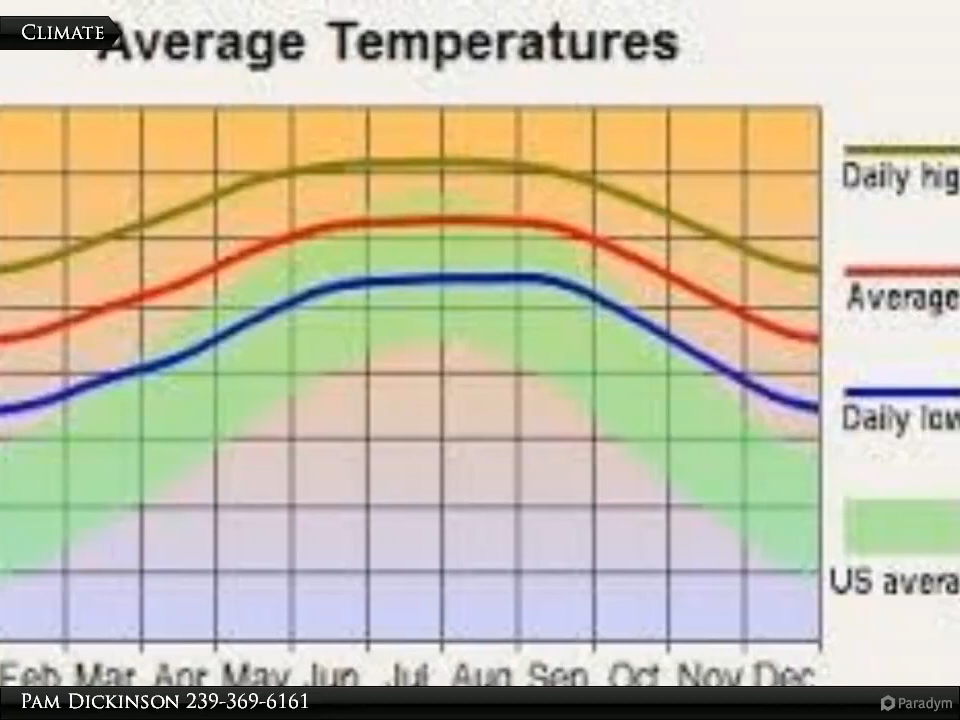 CLIMATE
Average Temperatures
Daily hig
Average
Daily low
US avera
Feb Mar Apr May Jun Jul Aug Sep Oct Nov Dec
PAM DICKINSON 239-369-6161
Paradym